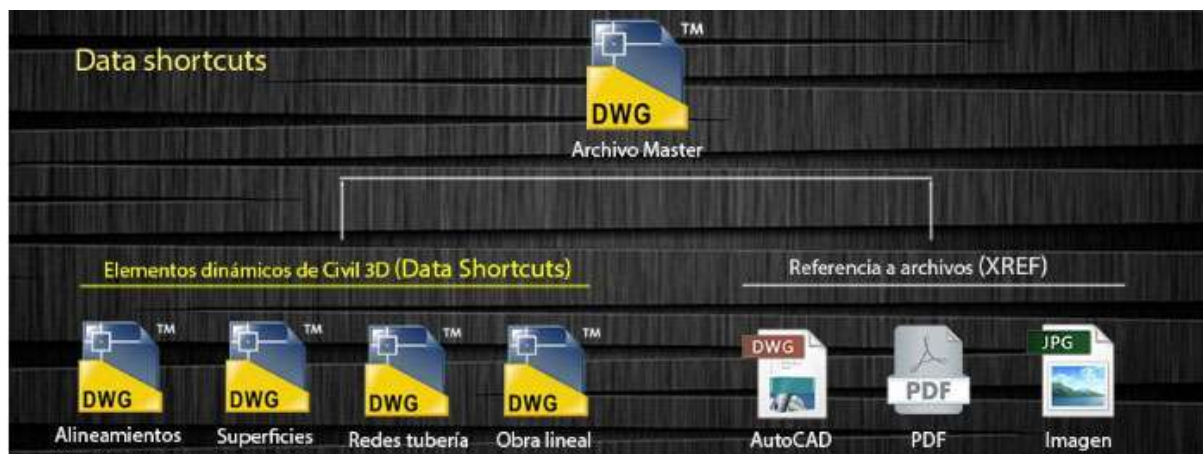 Data shortcuts
TM
DWG
Archivo Master
Elementos dinámicos de Civil 3D (Data Shortcuts)
Referencia a archivos (XREF)
TM TM TM TM
DWG DWG DWG DWG
DWG PDF JPG
Alineamientos Superficies Redes tubería Obra lineal
AutoCAD PDF Imagen